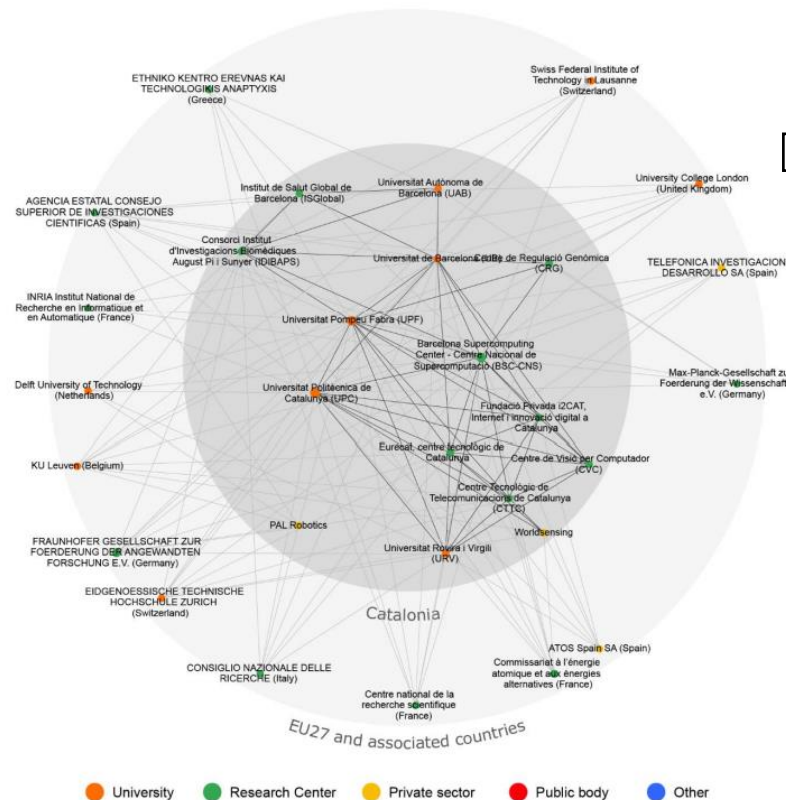 ETHNIKO KENTRO EREVNAS KAI
TECHNOLOGIKIS ANAPTYXIS
(Greece)
Swiss Federal Institute of
Technology in Lausanne
(Switzerland)
University College London
(United Kingdom)
Institut de Salut Global de
Barcelona (ISGlobal)
Universitat Autònoma de
Barcelona (UAB)
AGENCIA ESTATAL CONSEJO
SUPERIOR DE INVESTIGACIONES
CIENTIFICAS (Spain)
Consorci Institut
d'Investigacions Biomèdiques
August Pi i Sunyer (IDIBAPS)
Universitat de Barcelona
Centre de Regulació Genòmica
(CRG)
TELEFONICA INVESTIGACION
DESARROLLO SA (Spain)
INRIA Institut National de
Recherche en Informatique et
en Automatique (France)
Universitat Pompeu Fabra (UPF)
Barcelona Supercomputing
Center - Centre Nacional de
Supercomputació (BSC-CNS)
Delft University of Technology
(Netherlands)
Universitat Politècnica de
Catalunya (UPC)
Max-Planck-Gesellschaft zu
Foerderung der Wissenschaft
e.V. (Germany)
Fundació Privada i2CAT,
Internet i innovació digital a
Catalunya
Eurecat, centre tecnològic de
Catalunya
Centre de Visió per Computador
(CVC)
KU Leuven (Belgium)
Centre Tecnològic de
Telecomunicacions de Catalunya
(CTTC)
PAL Robotics
Worldsensing
FRAUNHOFER GESELLSCHAFT ZUR
FOERDERUNG DER ANGEWANDTEN
FORSCHUNG E.V. (Germany)
Universitat Rovira i Virgili
(URV)
EIDGENOESSISCHE TECHNISCHE
HOCHSCHULE ZURICH
(Switzerland)
Catalonia
ATOS Spain SA (Spain)
CONSIGLIO NAZIONALE DELLE
RICERCHE (Italy)
Commissariat à l'énergie
atomique et aux énergies
alternatives (France)
Centre national de la
recherche scientifique
(France)
EU27 and associated countries
University
Research Center
Private sector
Public body
Other